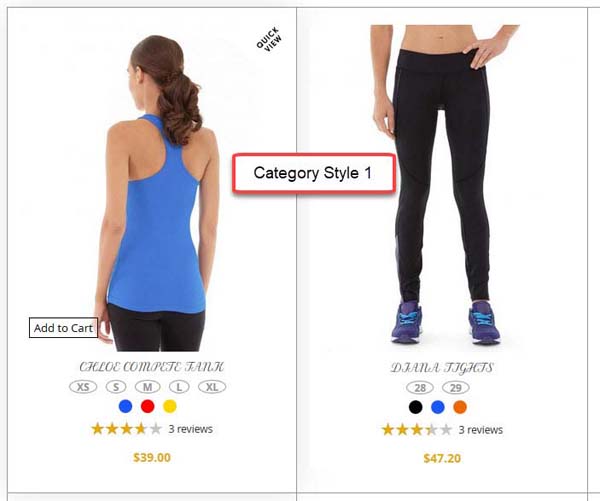 QUICK
VIEW
Category Style 1
Add to Cart
CHLOE COMPETE TANK
XS S M L XL
3 reviews
$39.00
DIANA TIGHTS
28 29
3 reviews
$47.20